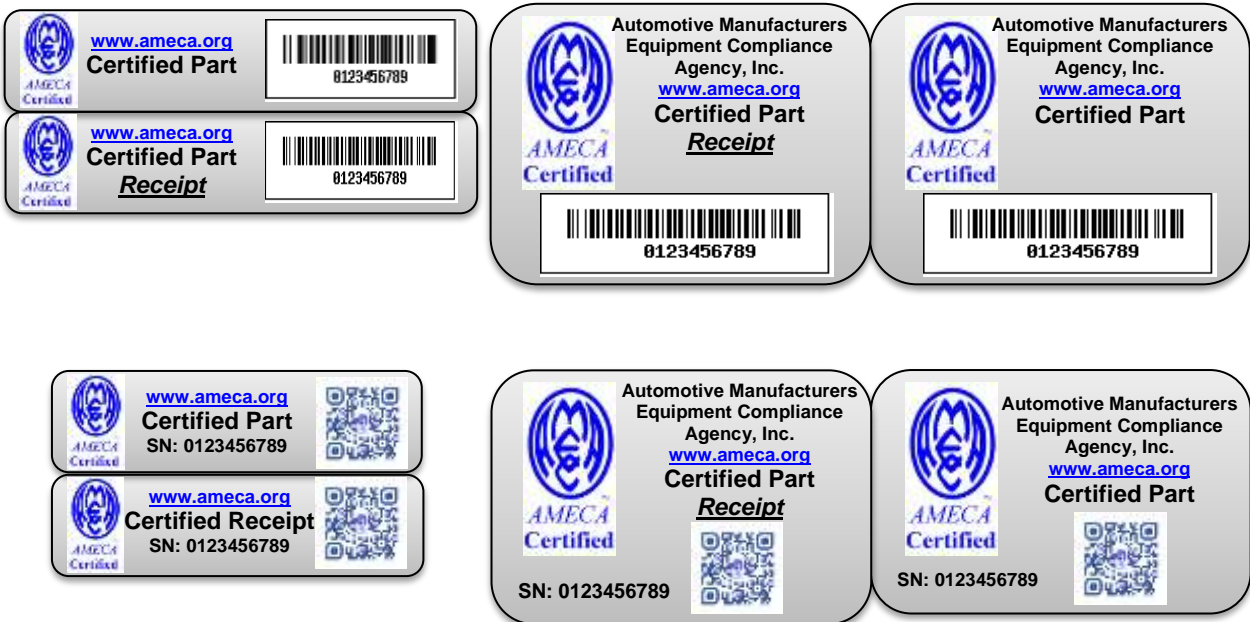 www.ameca.org
Certified Part
0123456789
AMECA
Certified
www.ameca.org
Certified Part
Receipt
0123456789
AMECA
Certified
Automotive Manufacturers
Equipment Compliance
Agency, Inc.
www.ameca.org
Certified Part
Receipt
AMECA
Certified
0123456789
Automotive Manufacturers
Equipment Compliance
Agency, Inc.
www.ameca.org
Certified Part
AMECA
Certified
0123456789
www.ameca.org
Certified Part
SN: 0123456789
AMECA
Certified
www.ameca.org
Certified Receipt
SN: 0123456789
AMECA
Certified
Automotive Manufacturers
Equipment Compliance
Agency, Inc.
www.ameca.org
Certified Part
Receipt
AMECA
Certified
SN: 0123456789
Automotive Manufacturers
Equipment Compliance
Agency, Inc.
www.ameca.org
Certified Part
AMECA
Certified
SN: 0123456789